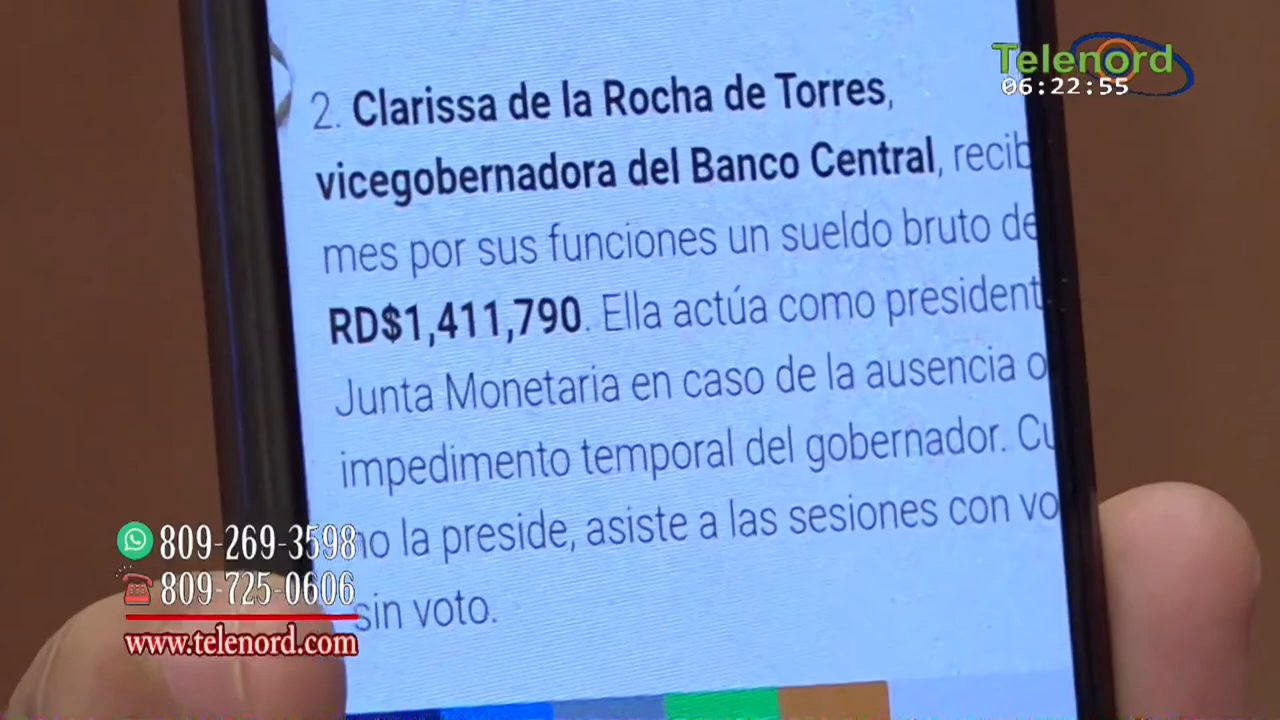 Telenord
06:22:55
2. Clarissa de la Rocha de Torres,
vicegobernadora del Banco Central, recib
mes por sus funciones un sueldo bruto de
RD$1,411,790. Ella actúa como president
Junta Monetaria en caso de la ausencia o
impedimento temporal del gobernador. Cu
no la preside, asiste a las sesiones con vo
sin voto.
809-269-3598
809-725-0606
www.telenord.com